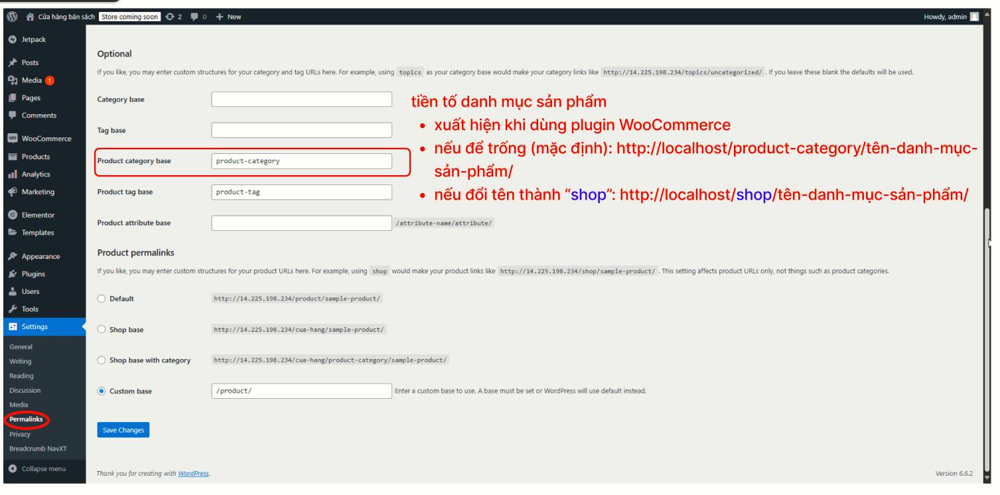 Cửa hàng bán sách Store coming soon 2 0 + New Howdy, admin
Jetpack
Posts
Media 1
Pages
Comments
WooCommerce
Products
Analytics
Marketing
Elementor
Templates
Appearance
Plugins
Users
Tools
Settings
General
Writing
Reading
Discussion
Media
Permalinks
Privacy
Breadcrumb NavXT
Collapse menu
Optional
If you like, you may enter custom structures for your category and tag URLs here. For example, using topics as your category base would make your category links like http://14.225.198.234/topics/uncategorized/ . If you leave these blank the defaults will be used.
Category base
Tag base
Product category base product-category
Product tag base product-tag
Product attribute base /attribute-name/attribute/
tiền tố danh mục sản phẩm
• xuất hiện khi dùng plugin WooCommerce
• nếu để trống (mặc định): http://localhost/product-category/tên-danh-mục-
sản-phẩm/
• nếu đổi tên thành “shop”: http://localhost/shop/tên-danh-mục-sản-phẩm/
Product permalinks
If you like, you may enter custom structures for your product URLs here. For example, using shop would make your product links like http://14.225.198.234/shop/sample-product/ . This setting affects product URLs only, not things such as product categories.
Default http://14.225.198.234/product/sample-product/
Shop base http://14.225.198.234/cua-hang/sample-product/
Shop base with category http://14.225.198.234/cua-hang/product-category/sample-product/
Custom base /product/ Enter a custom base to use. A base must be set or WordPress will use default instead.
Save Changes
Thank you for creating with WordPress. Version 6.6.2